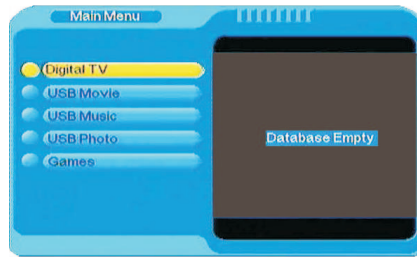 Main Menu
Digital TV
USB Movie
USB Music
USB Photo
Games
Database Empty